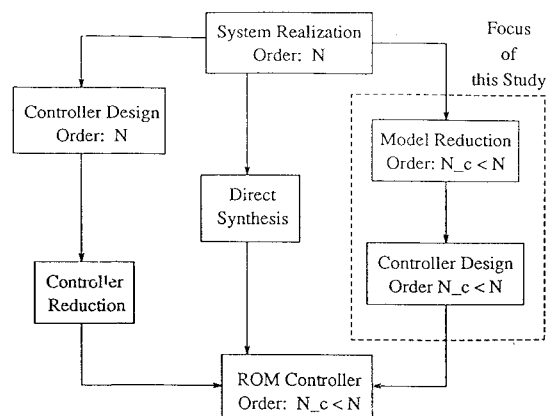 System Realization
Order: N
Focus
of
this Study
Controller Design
Order: N
Model Reduction
Order: N_c < N
Direct
Synthesis
Controller
Reduction
Controller Design
Order N_c < N
ROM Controller
Order: N_c < N